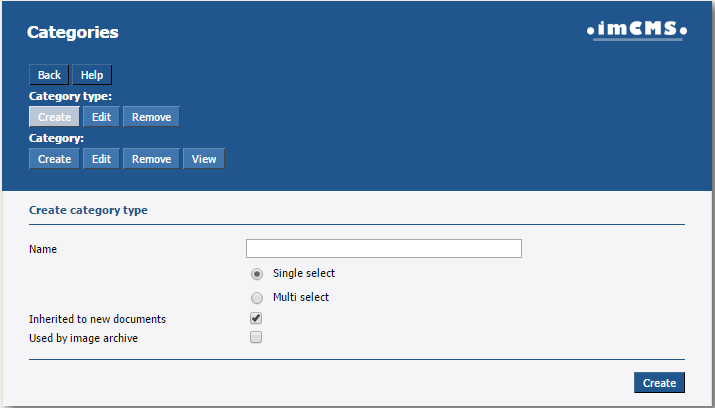 Categories
•imCMS•
Back Help
Category type:
Create Edit Remove
Category:
Create Edit Remove View
Create category type
Name
Single select
Multi select
Inherited to new documents
Used by image archive
Create